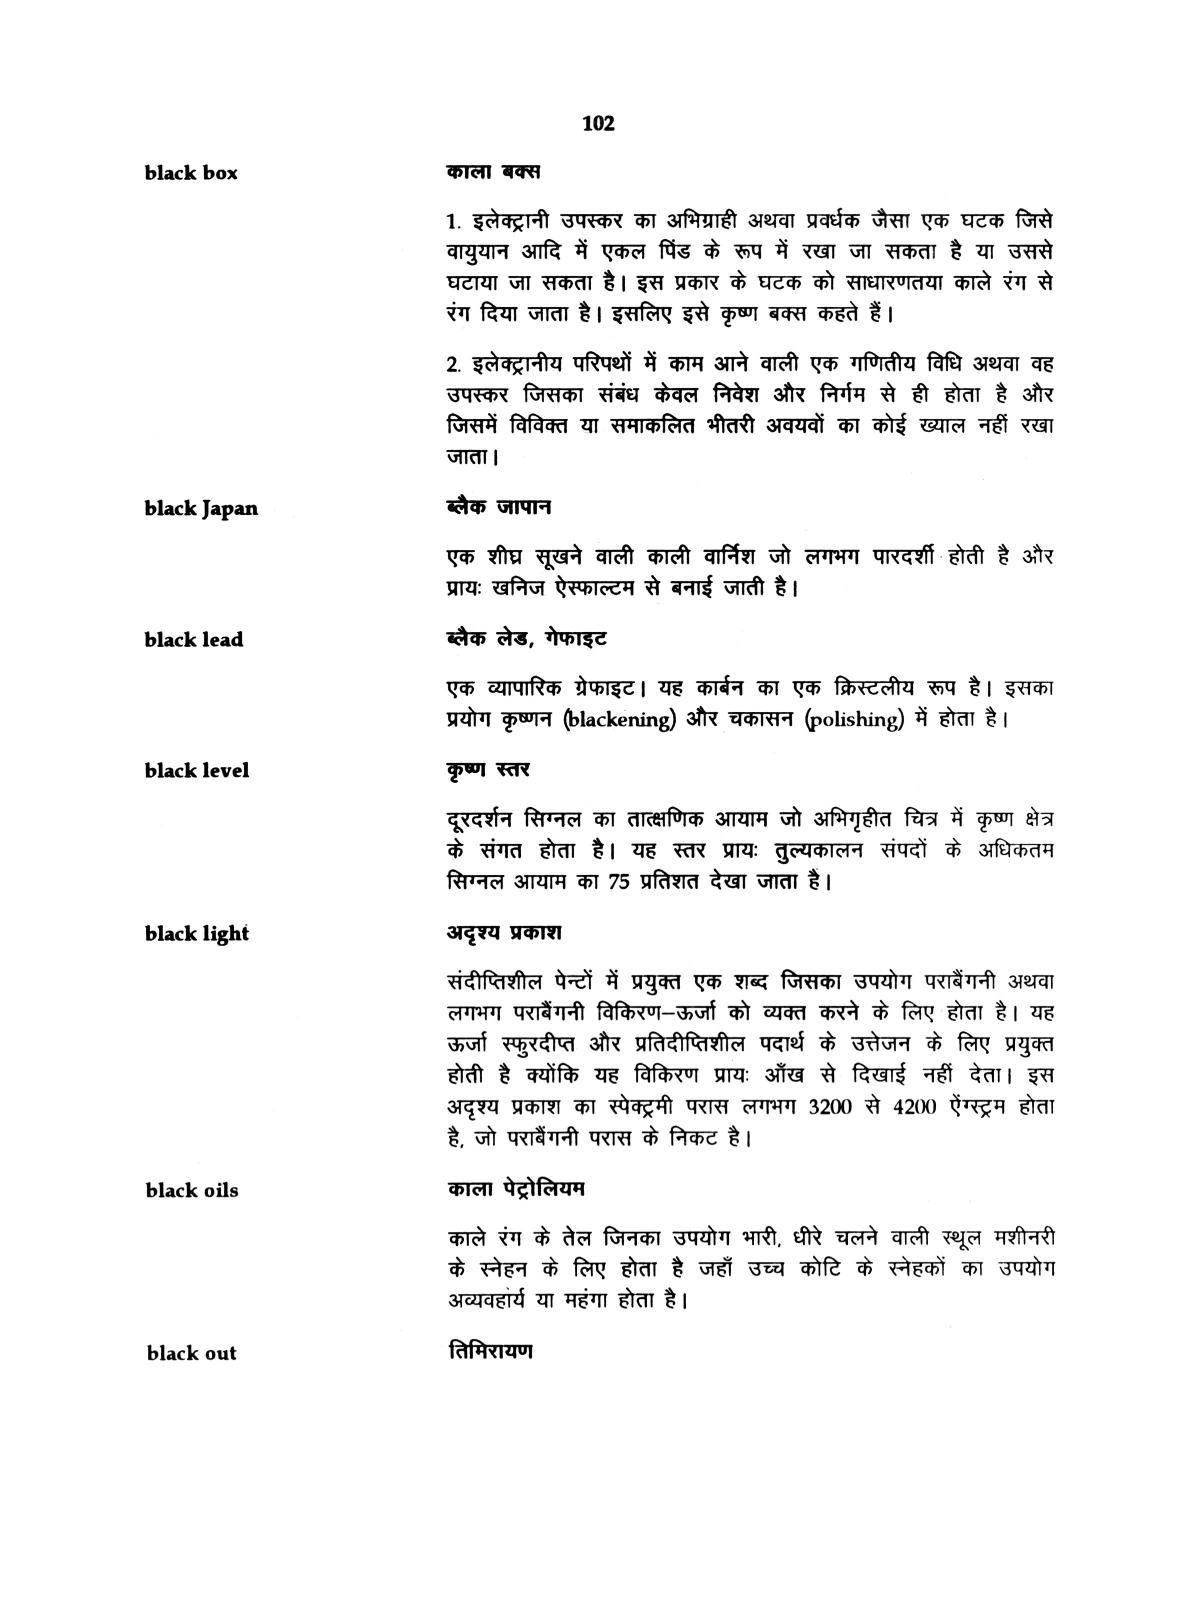 102
black box काला बक्स
1. इलेक्ट्रानी उपस्कर का अभिग्राही अथवा प्रवर्धक जैसा एक घटक जिसे
वायुयान आदि में एकल पिंड के रूप में रखा जा सकता है या उससे
घटाया जा सकता है। इस प्रकार के घटक को साधारणतया काले रंग से
रंग दिया जाता है। इसलिए इसे कृष्ण बक्स कहते हैं।
2. इलेक्ट्रानीय परिपथों में काम आने वाली एक गणितीय विधि अथवा वह
उपस्कर जिसका संबंध केवल निवेश और निर्गम से ही होता है और
जिसमें विविक्त या समाकलित भीतरी अवयवों का कोई ख्याल नहीं रखा
जाता।
black Japan ब्लैक जापान
एक शीघ्र सूखने वाली काली वार्निश जो लगभग पारदर्शी होती है और
प्रायः खनिज ऐस्फाल्टम से बनाई जाती है।
black lead ब्लैक लेड, गेफाइट
एक व्यापारिक ग्रेफाइट। यह कार्बन का एक क्रिस्टलीय रूप है। इसका
प्रयोग कृष्णन (blackening) और चकासन (polishing) में होता है।
black level कृष्ण स्तर
दूरदर्शन सिग्नल का तात्क्षणिक आयाम जो अभिगृहीत चित्र में कृष्ण क्षेत्र
के संगत होता है। यह स्तर प्रायः तुल्यकालन संपदों के अधिकतम
सिग्नल आयाम का 75 प्रतिशत देखा जाता है।
black light अदृश्य प्रकाश
संदीप्तिशील पेन्टों में प्रयुक्त एक शब्द जिसका उपयोग पराबैंगनी अथवा
लगभग पराबैंगनी विकिरण–ऊर्जा को व्यक्त करने के लिए होता है। यह
ऊर्जा स्फुरदीप्त और प्रतिदीप्तिशील पदार्थ के उत्तेजन के लिए प्रयुक्त
होती है क्योंकि यह विकिरण प्रायः आँख से दिखाई नहीं देता। इस
अदृश्य प्रकाश का स्पेक्ट्रमी परास लगभग 3200 से 4200 ऐंग्स्ट्रम होता
है, जो पराबैंगनी परास के निकट है।
black oils काला पेट्रोलियम
काले रंग के तेल जिनका उपयोग भारी, धीरे चलने वाली स्थूल मशीनरी
के स्नेहन के लिए होता है जहाँ उच्च कोटि के स्नेहकों का उपयोग
अव्यवहार्य या महंगा होता है।
black out तिमिरायण